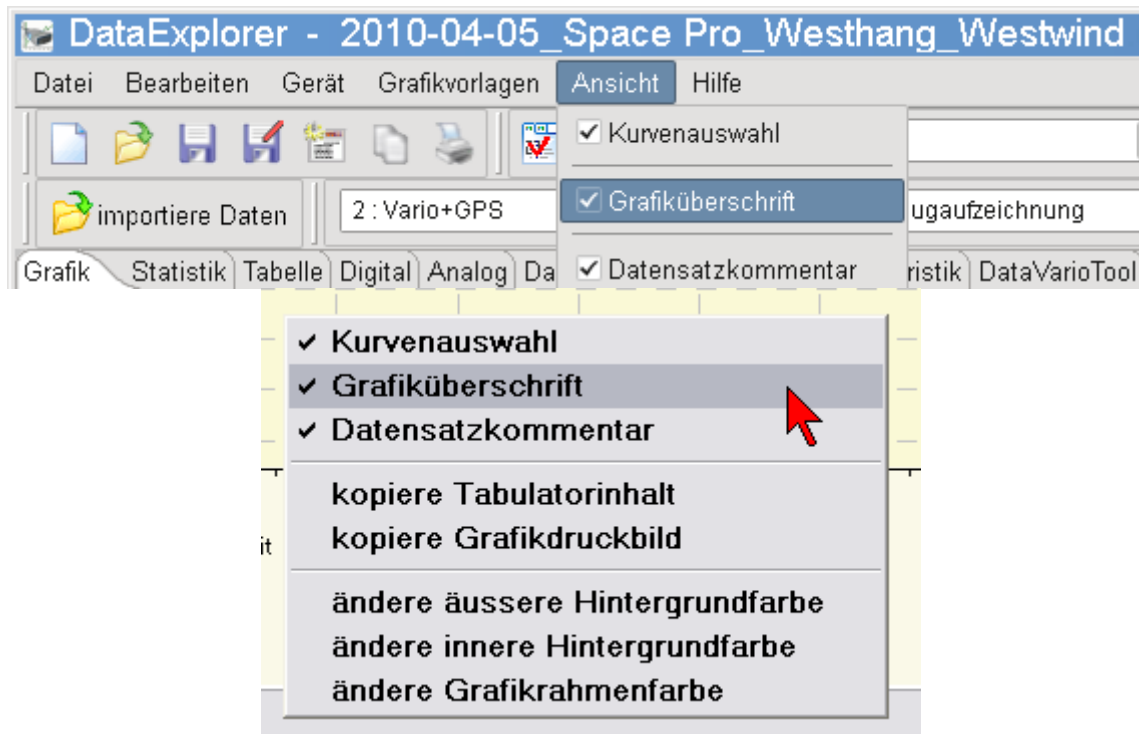 DataExplorer - 2010-04-05_Space Pro_Westhang_Westwind
Datei Bearbeiten Gerät Grafikvorlagen Ansicht Hilfe
Kurvenauswahl
importiere Daten 2 : Vario+GPS Grafiküberschrift ugaufzeichnung
Grafik Statistik Tabelle Digital Analog Da Datensatzkommentar ristik DataVarioTool
Kurvenauswahl
Grafiküberschrift
Datensatzkommentar
kopiere Tabulatorinhalt
kopiere Grafikdruckbild
it
ändere äussere Hintergrundfarbe
ändere innere Hintergrundfarbe
ändere Grafikrahmenfarbe